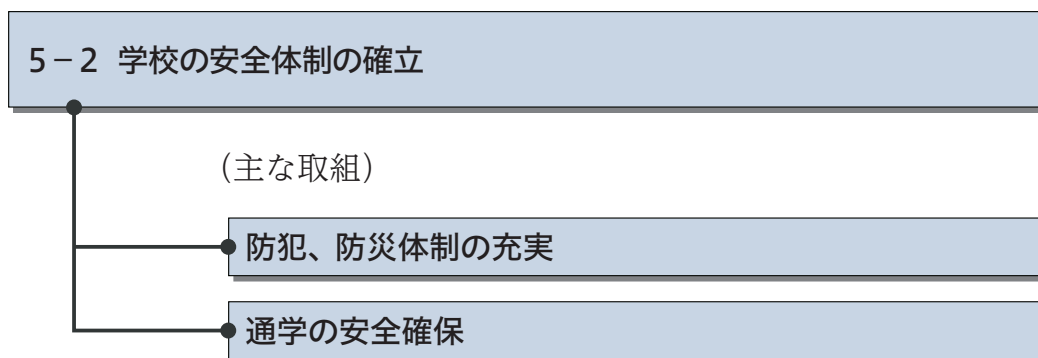 5－2 学校の安全体制の確立
（主な取組）
防犯、防災体制の充実
通学の安全確保